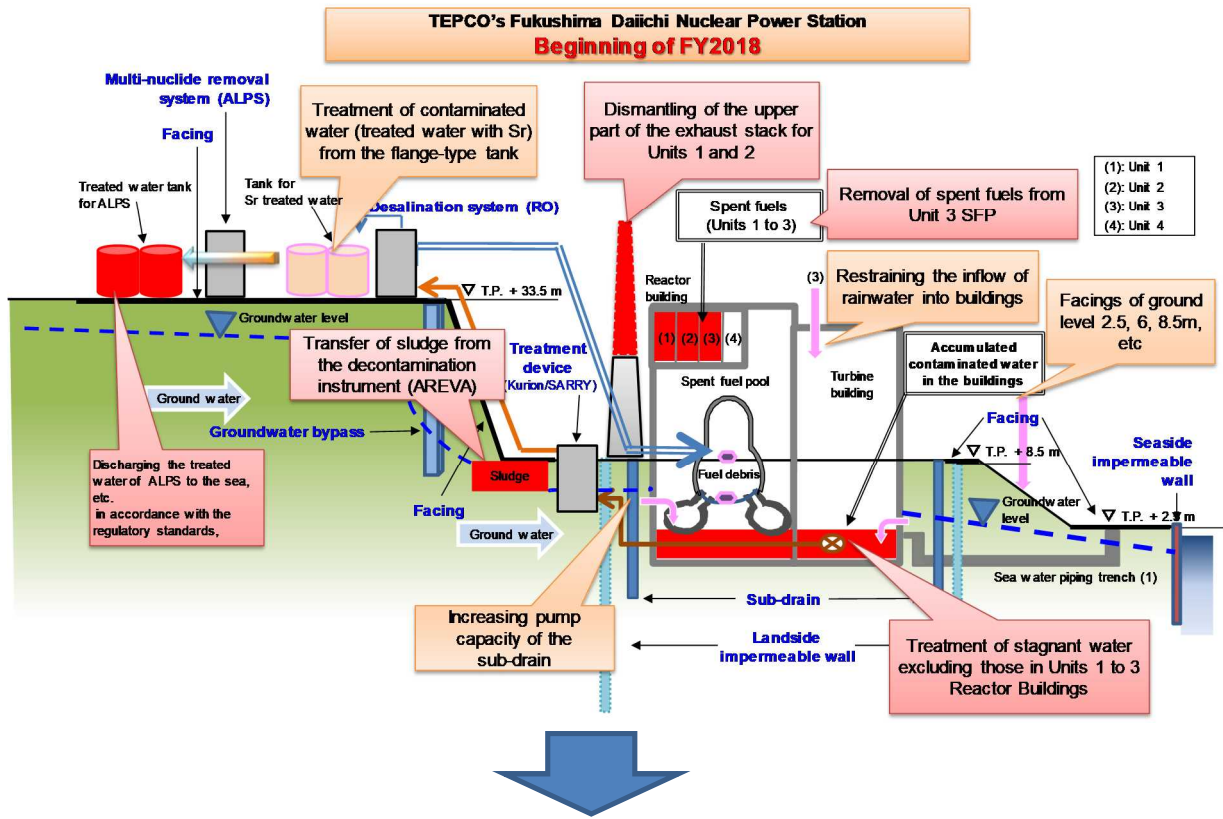 TEPCO's Fukushima Daiichi Nuclear Power Station
Beginning of FY2018
Multi-nuclide removal
system (ALPS)
Facing
Treated water tank
for ALPS
Tank for
Sr treated water
Treatment of contaminated
water (treated water with Sr)
from the flange-type tank
Desalination system (RO)
Dismantling of the upper
part of the exhaust stack for
Units 1 and 2
Spent fuels
(Units 1 to 3)
Removal of spent fuels from
Unit 3 SFP
(1): Unit 1
(2): Unit 2
(3): Unit 3
(4): Unit 4
T.P. + 33.5 m
Groundwater level
Reactor
building
(1) (2) (3) (4)
Spent fuel pool
(3)
Restraining the inflow of
rainwater into buildings
Turbine
building
Facings of ground
level 2.5, 6, 8.5m,
etc
Accumulated
contaminated water
in the buildings
Transfer of sludge from
the decontamination
instrument (AREVA)
Treatment
device
(Kurion/SARRY)
Ground water
Groundwater bypass
Facing
T.P. + 8.5 m
Seaside
impermeable
wall
Discharging the treated
water of ALPS to the sea,
etc.
in accordance with the
regulatory standards,
Sludge
Facing
Fuel debris
Groundwater
level
T.P. + 2. m
Ground water
Sea water piping trench (1)
Increasing pump
capacity of the
sub-drain
Sub-drain
Landside
impermeable wall
Treatment of stagnant water
excluding those in Units 1 to 3
Reactor Buildings